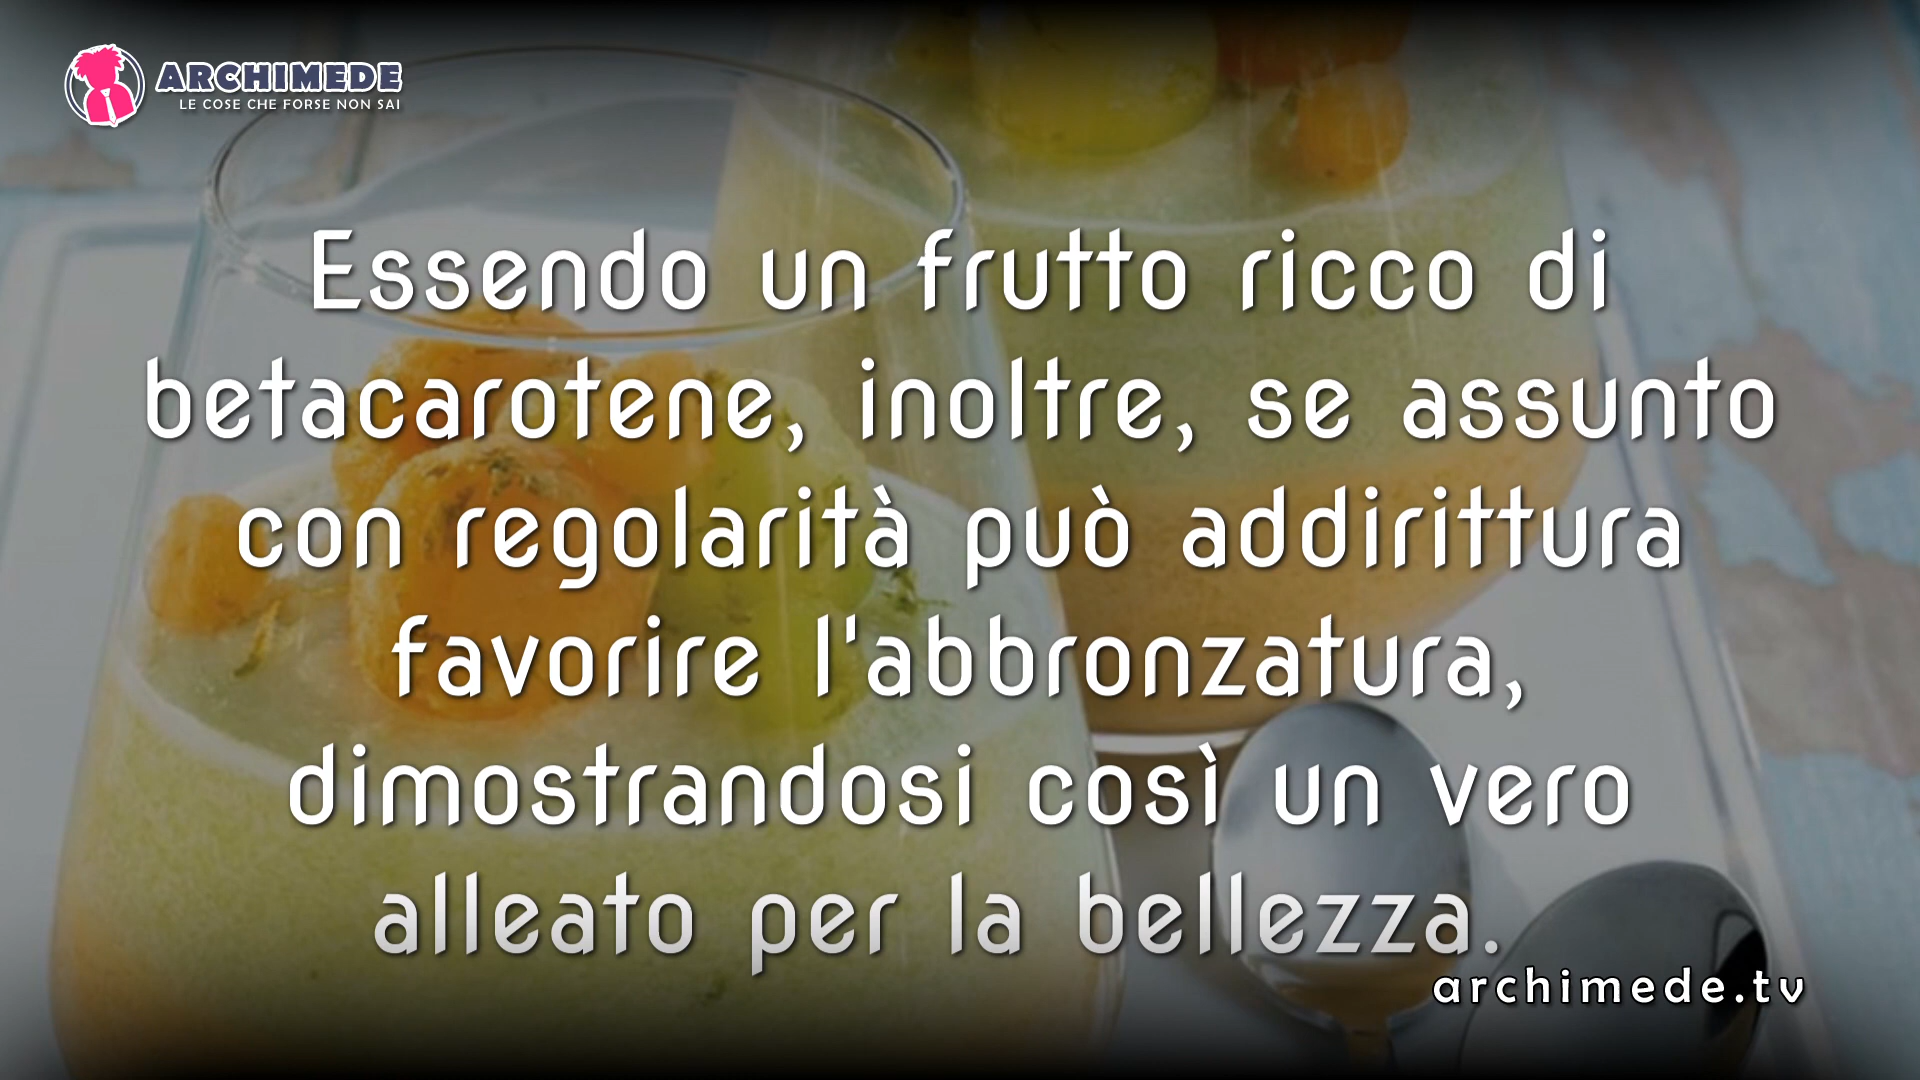 ARCHIMEDE
LE COSE CHE FORSE NON SAI
Essendo un frutto ricco di
betacarotene, inoltre, se assunto
con regolarità può addirittura
favorire l'abbronzatura,
dimostrandosi così un vero
alleato per la bellezza.
archimede.tv